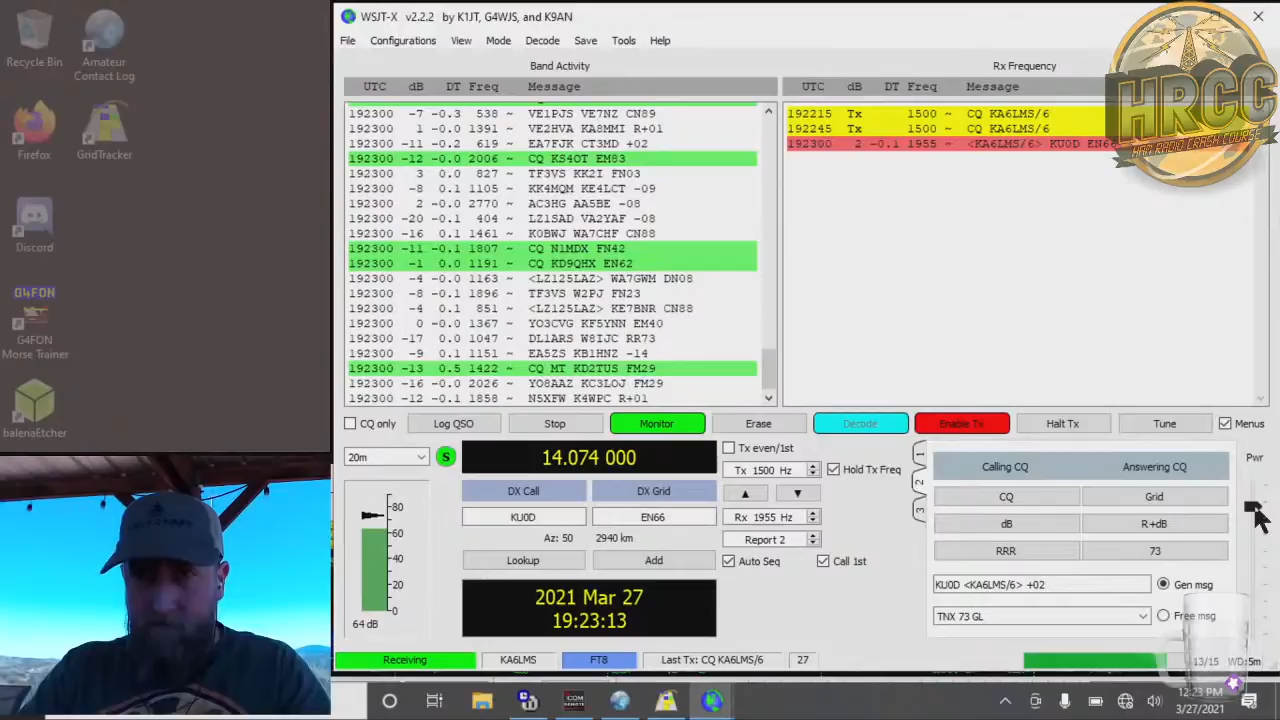 WSJT-X v2.2.2 by K1JT, G4WJS, and K9AN
File Configurations View Mode Decode Save Tools Help
Band Activity
UTC dB DT Freq Message
192300 -7 -0.3 538 ~ VE1PJS VE7NZ CN89
192300 1 -0.0 1391 ~ VE2HVA KA8MMI R+01
192300 -11 -0.2 619 ~ EA7FJK CT3MD +02
192300 -12 -0.0 2006 ~ CQ KS4OT EM83
192300 3 0.0 827 ~ TF3VS KK2I FN03
192300 -8 0.1 1105 ~ KK4MQM KE4LCT -09
192300 2 -0.0 2770 ~ AC3HG AA5BE -08
192300 -20 -0.1 404 ~ LZ1SAD VA2YAF -08
192300 -16 0.1 1461 ~ K0BWJ WA7CHF CN88
192300 -11 -0.1 1807 ~ CQ N1MDX FN42
192300 -1 0.0 1191 ~ CQ KD9QHX EN62
192300 -4 -0.0 1163 ~ <LZ125LAZ> WA7GWM DN08
192300 -8 -0.1 1896 ~ TF3VS W2PJ FN23
192300 -4 0.1 851 ~ <LZ125LAZ> KE7BNR CN88
192300 0 -0.0 1367 ~ YO3CVG KF5YNN EM40
192300 -17 0.0 1047 ~ DL1ARS W8IJC RR73
192300 -9 0.1 1151 ~ EA5ZS KB1HNZ -14
192300 -13 0.5 1422 ~ CQ MT KD2TUS FM29
192300 -16 -0.0 2026 ~ YO8AAZ KC3LOJ FM29
192300 -12 -0.1 1858 ~ N5XFW K4WPC R+01
Rx Frequency
UTC dB DT Freq Message
192215 Tx 1500 ~ CQ KA6LMS/6
192245 Tx 1500 ~ CQ KA6LMS/6
192300 2 -0.1 1955 ~ <KA6LMS/6> KU0D EN66
HRCC
HAM RADIO CRASH COURSE
Recycle Bin
Amateur
Contact Log
Firefox
GridTracker
Discord
G4FON
G4FON
Morse Trainer
balenaEtcher
CQ only Log QSO Stop Monitor Erase Decode Enable Tx Halt Tx Tune Menus
20m S 14.074 000
DX Call DX Grid
KU0D EN66
Az: 50 2940 km
Lookup Add
2021 Mar 27
19:23:13
80
60
40
20
0
64 dB
Tx even/1st
Tx 1500 Hz Hold Tx Freq
Rx 1955 Hz
Report 2
Auto Seq Call 1st
1
2
3
Calling CQ Answering CQ
CQ Grid
dB R+dB
RRR 73
KU0D <KA6LMS/6> +02 Gen msg
TNX 73 GL Free msg
Pwr
Receiving KA6LMS FT8 Last Tx: CQ KA6LMS/6 27 13/15 WD:5m
12:23 PM
3/27/2021